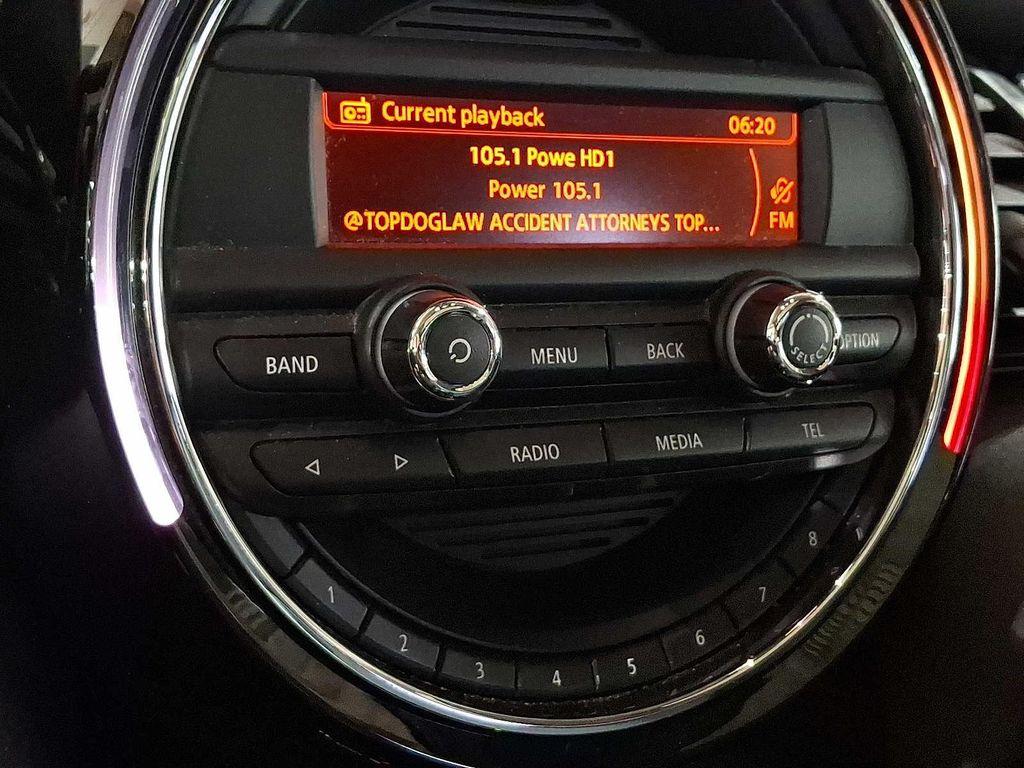 Current playback 06:20
105.1 Powe HD1
Power 105.1
@TOPDOGLAW ACCIDENT ATTORNEYS TOP...
FM
BAND
MENU
BACK
SELECT
OPTION
RADIO
MEDIA
TEL
1
2
3
4
5
6
7
8